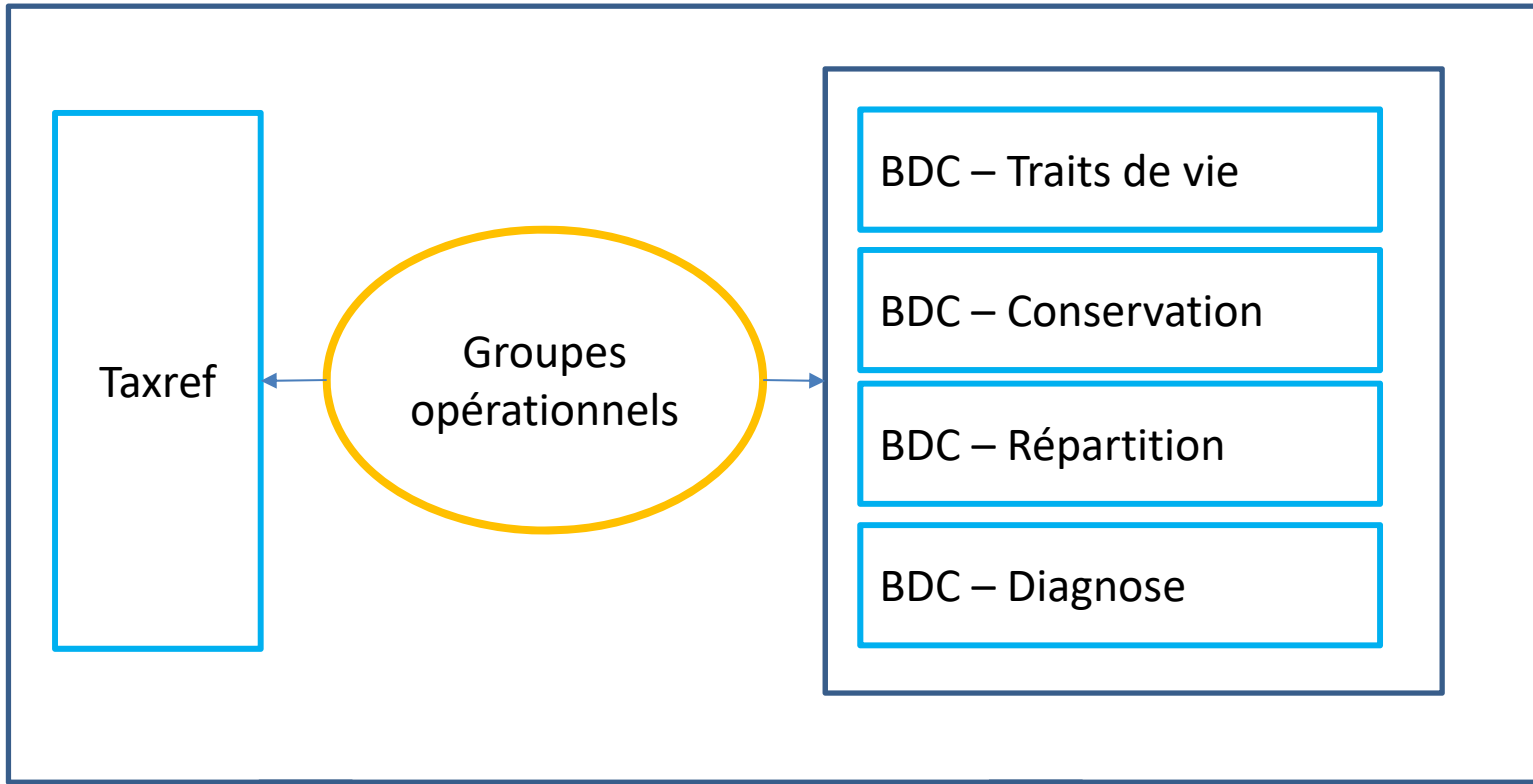 Taxref
Groupes
opérationnels
BDC – Traits de vie
BDC – Conservation
BDC – Répartition
BDC – Diagnose